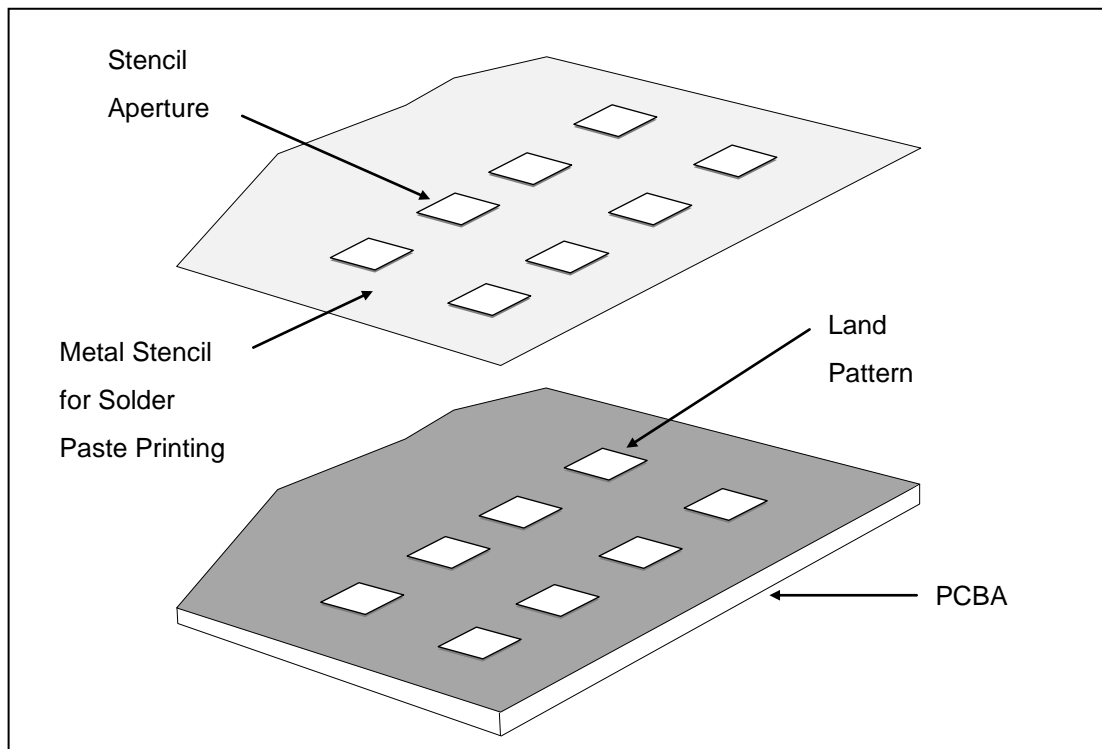 Stencil
Aperture
Metal Stencil
for Solder
Paste Printing
Land
Pattern
PCBA